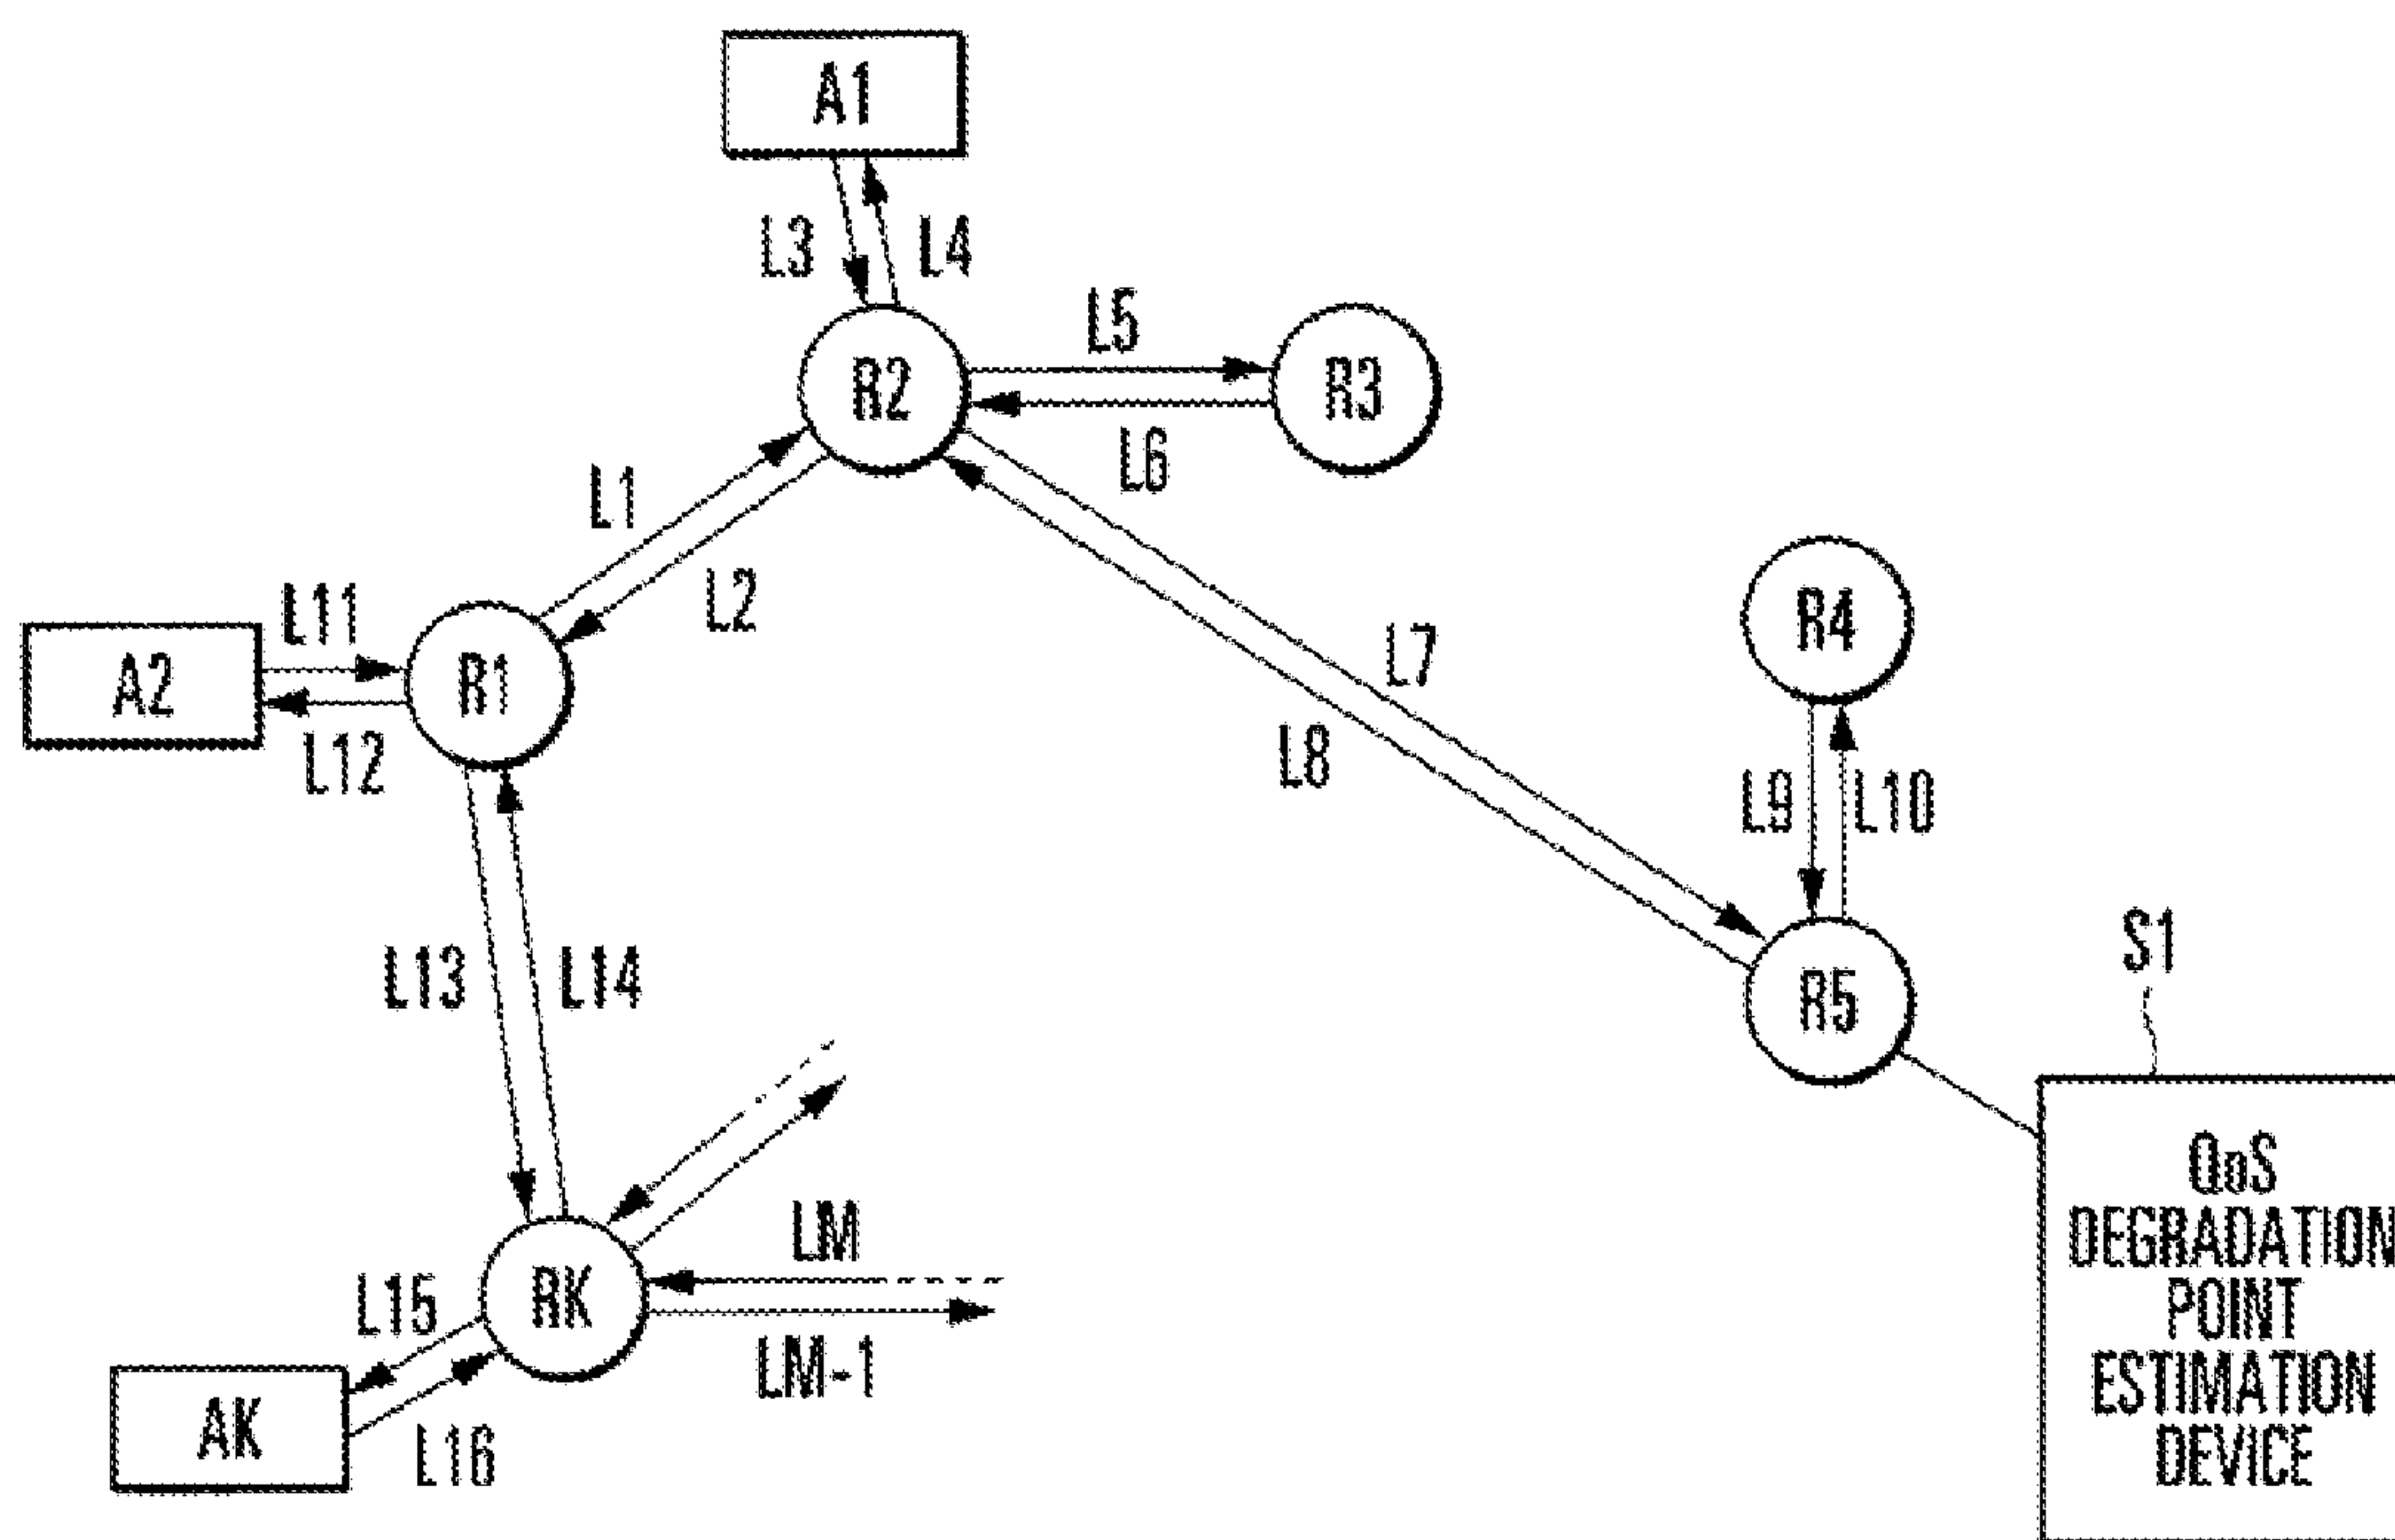 A1
L3
L4
L5
R2
R3
L6
L1
L2
L11
A2
R1
L12
L7
L8
R4
L9
L10
L13
L14
R5
S1
LM
RK
L15
LM-1
AK
L16
QoS
DEGRADATION
POINT
ESTIMATION
DEVICE